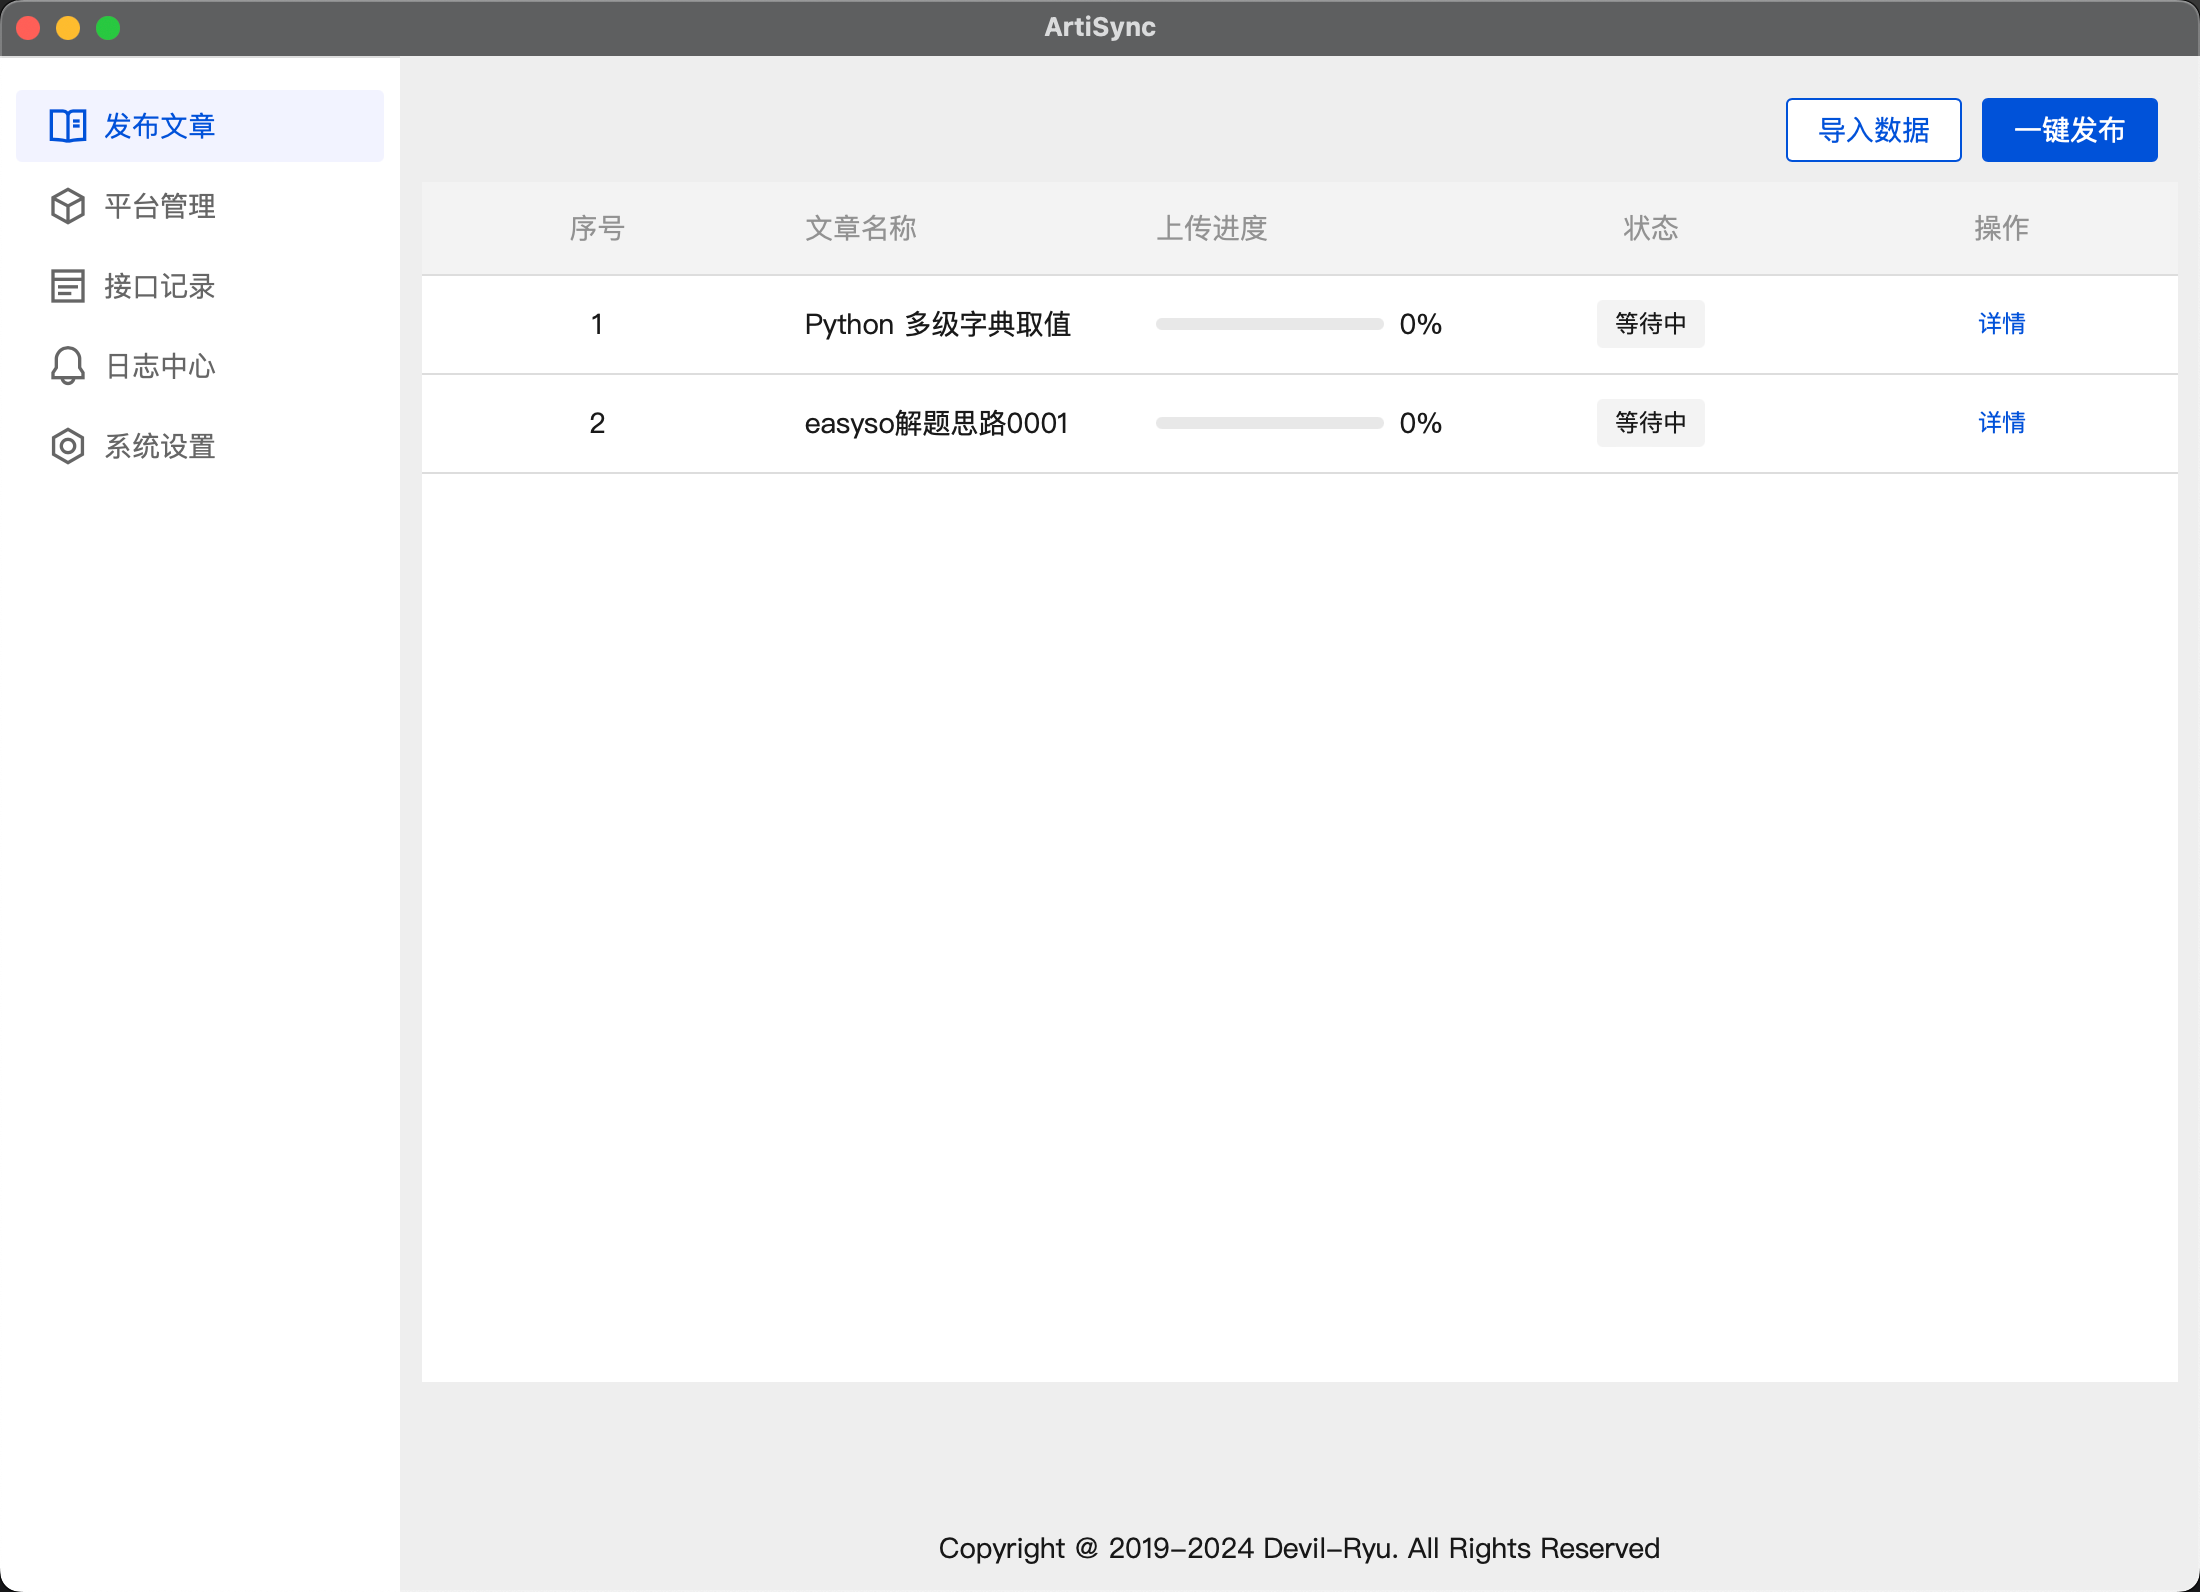 ArtiSync
发布文章
平台管理
接口记录
日志中心
系统设置
导入数据 一键发布
序号 文章名称 上传进度 状态 操作
1 Python 多级字典取值 0% 等待中 详情
2 easyso解题思路0001 0% 等待中 详情
Copyright @ 2019-2024 Devil-Ryu. All Rights Reserved